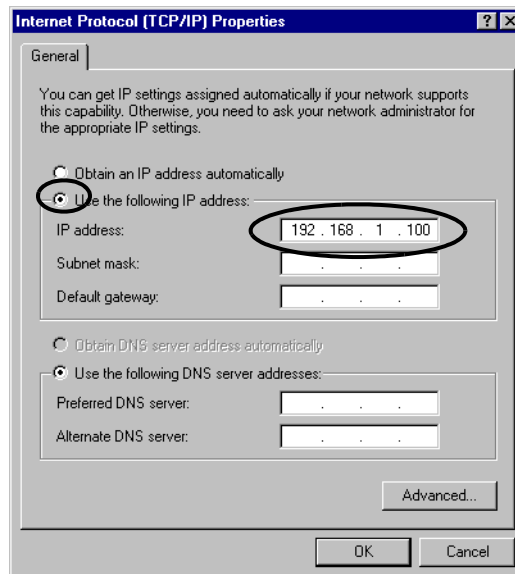 Internet Protocol (TCP/IP) Properties
General
You can get IP settings assigned automatically if your network supports
this capability. Otherwise, you need to ask your network administrator for
the appropriate IP settings.
Obtain an IP address automatically
Use the following IP address:
IP address: 192 . 168 . 1 . 100
Subnet mask: . . .
Default gateway: . . .
Obtain DNS server address automatically
Use the following DNS server addresses:
Preferred DNS server: . . .
Alternate DNS server: . . .
Advanced...
OK Cancel